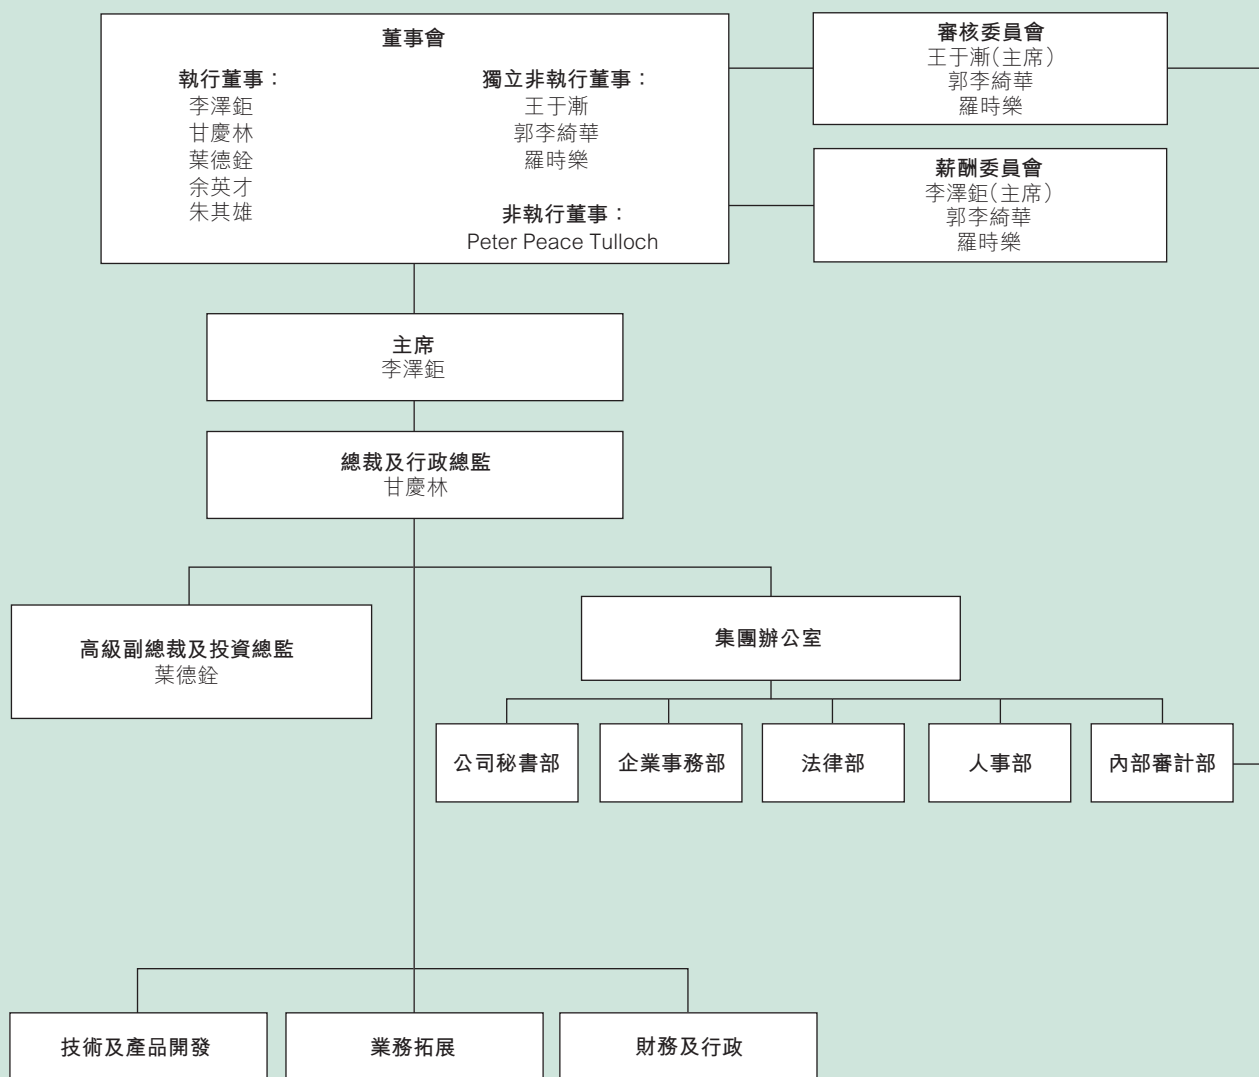 董事會
執行董事：
李澤鉅
甘慶林
葉德銓
余英才
朱其雄
獨立非執行董事：
王于漸
郭李綺華
羅時樂
非執行董事：
Peter Peace Tulloch
審核委員會
王于漸(主席)
郭李綺華
羅時樂
薪酬委員會
李澤鉅(主席)
郭李綺華
羅時樂
主席
李澤鉅
總裁及行政總監
甘慶林
高級副總裁及投資總監
葉德銓
集團辦公室
公司秘書部
企業事務部
法律部
人事部
內部審計部
技術及產品開發
業務拓展
財務及行政